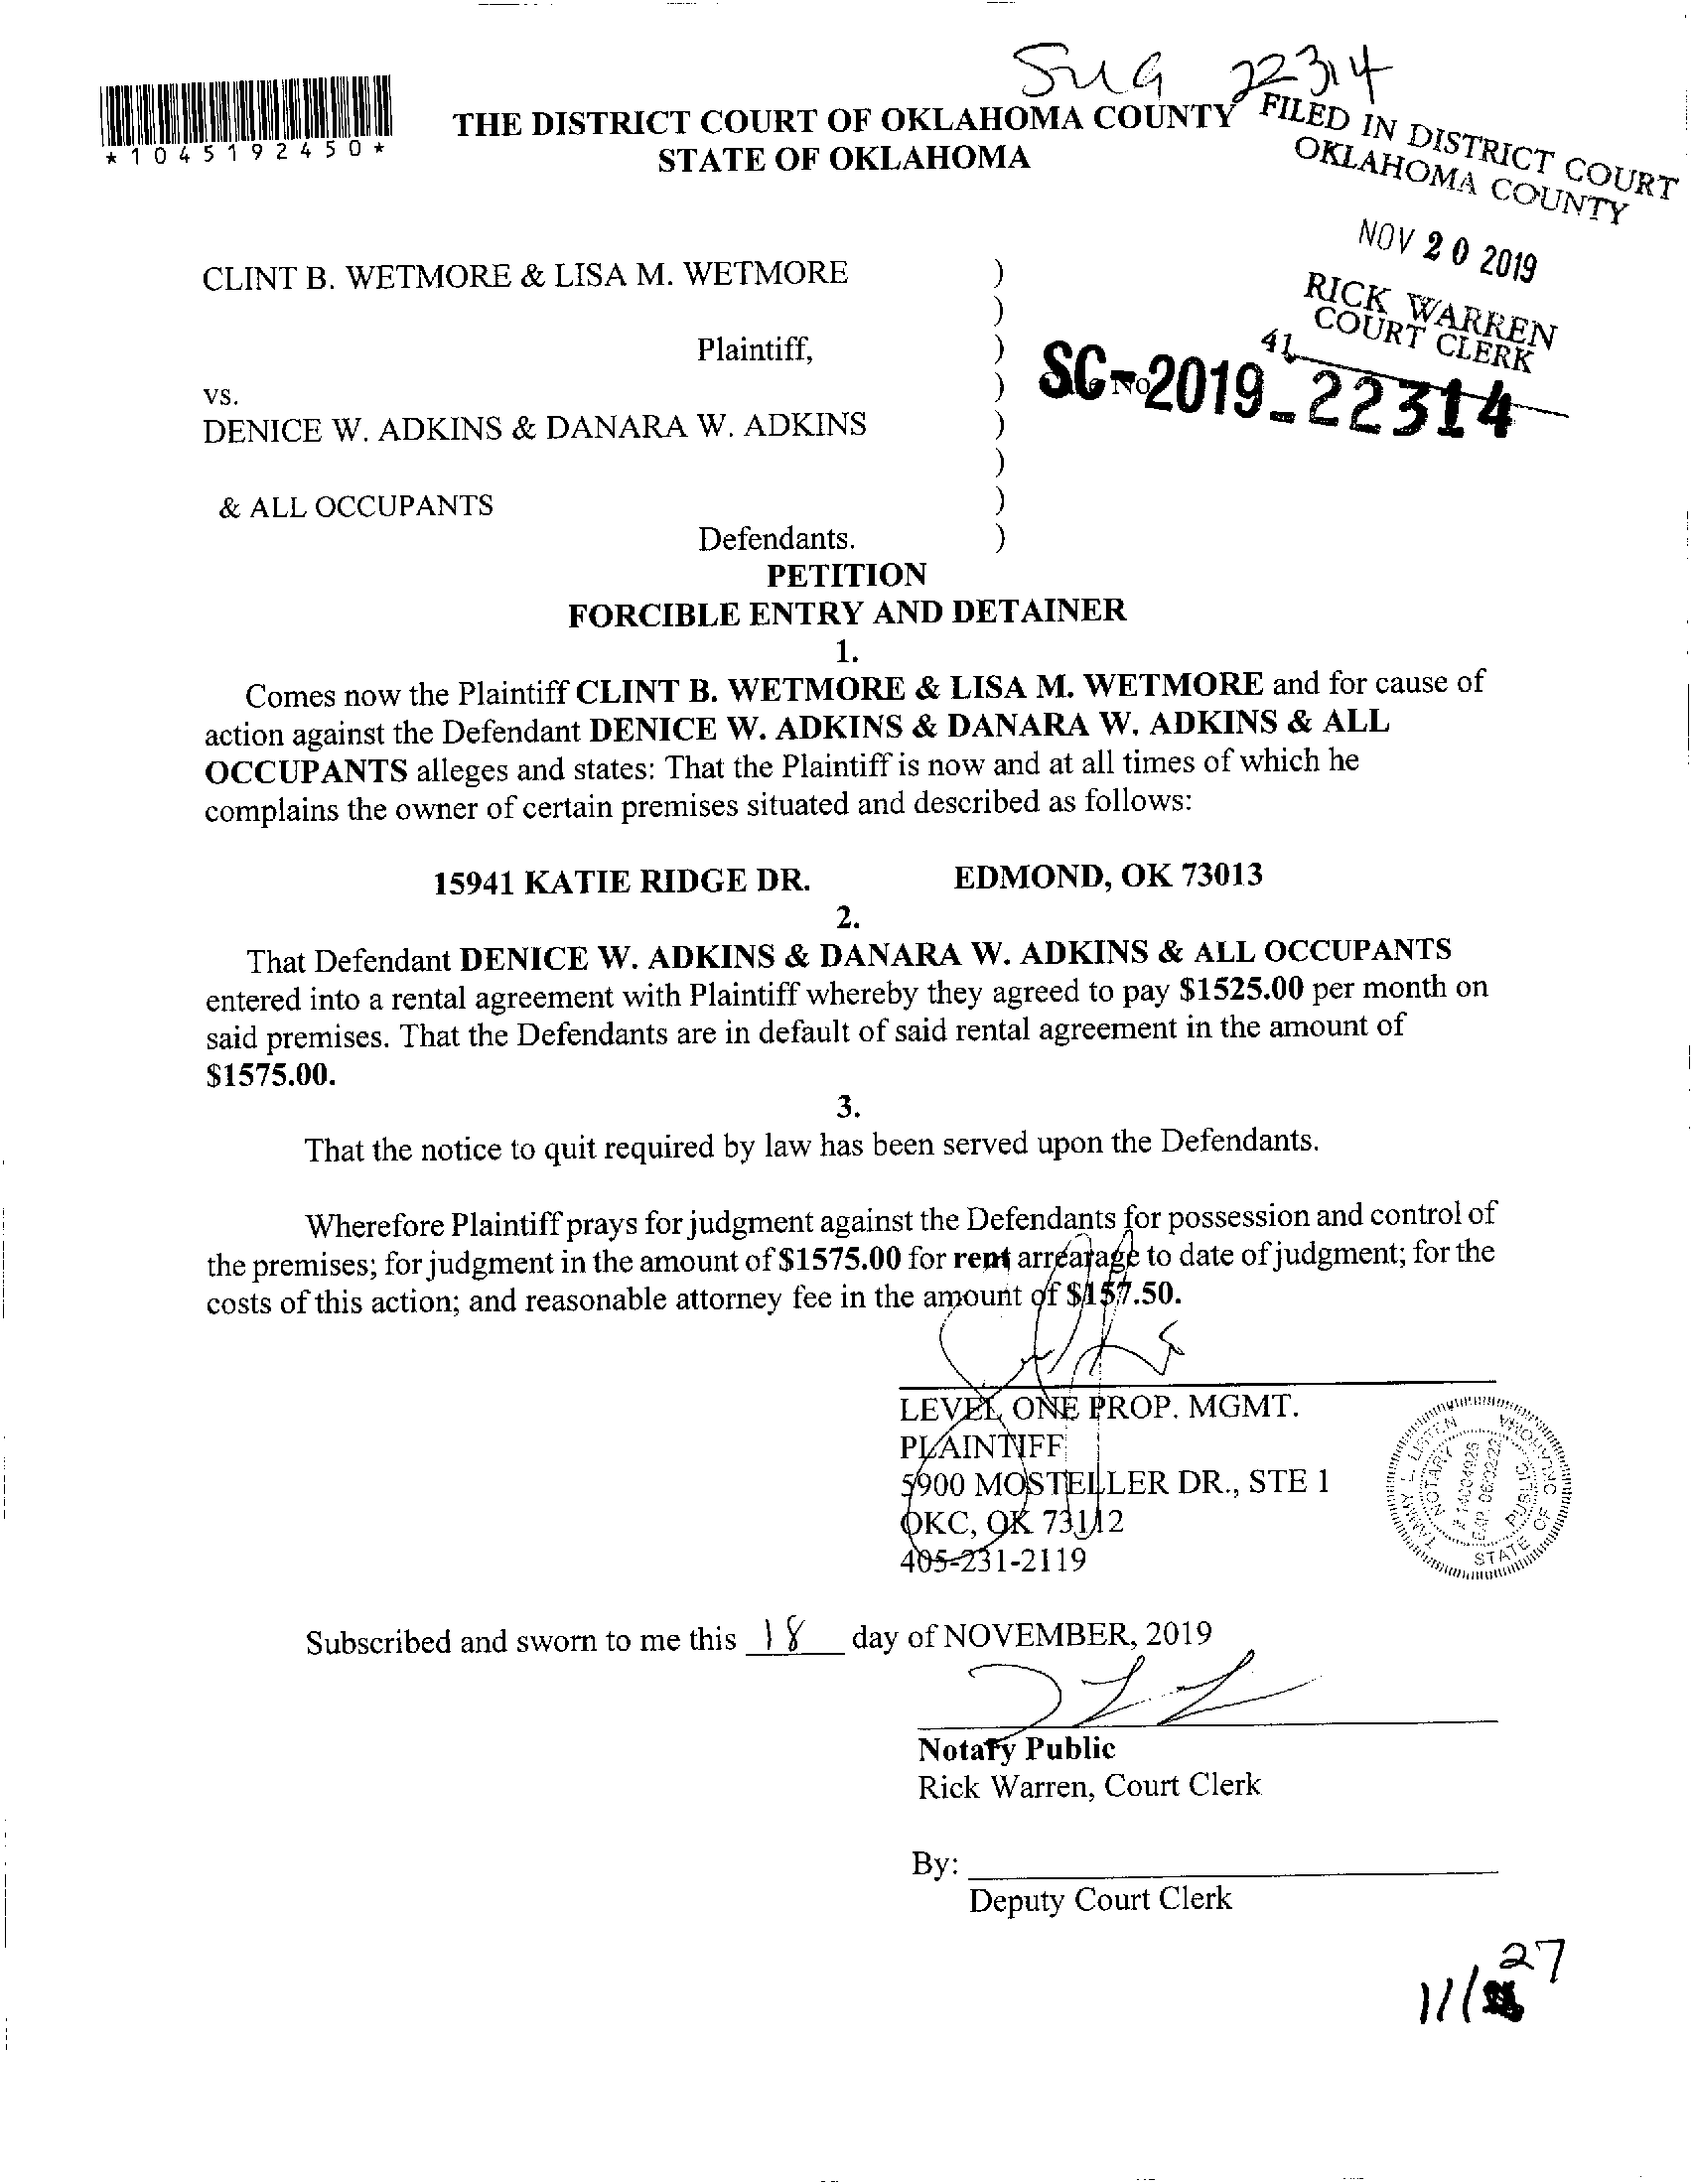 Sug 22314
*1045192450*
THE DISTRICT COURT OF OKLAHOMA COUNTY
STATE OF OKLAHOMA
FILED IN DISTRICT COURT
OKLAHOMA COUNTY
NOV 20 2019
RICK WARREN
COURT CLERK
41
SC-2019-22314
No
CLINT B. WETMORE & LISA M. WETMORE )
)
Plaintiff, )
vs. )
DENICE W. ADKINS & DANARA W. ADKINS )
)
& ALL OCCUPANTS )
Defendants. )
PETITION
FORCIBLE ENTRY AND DETAINER
1.
Comes now the Plaintiff CLINT B. WETMORE & LISA M. WETMORE and for cause of
action against the Defendant DENICE W. ADKINS & DANARA W. ADKINS & ALL
OCCUPANTS alleges and states: That the Plaintiff is now and at all times of which he
complains the owner of certain premises situated and described as follows:
15941 KATIE RIDGE DR. EDMOND, OK 73013
2.
That Defendant DENICE W. ADKINS & DANARA W. ADKINS & ALL OCCUPANTS
entered into a rental agreement with Plaintiff whereby they agreed to pay $1525.00 per month on
said premises. That the Defendants are in default of said rental agreement in the amount of
$1575.00.
3.
That the notice to quit required by law has been served upon the Defendants.
Wherefore Plaintiff prays for judgment against the Defendants for possession and control of
the premises; for judgment in the amount of $1575.00 for rent arrearage to date of judgment; for the
costs of this action; and reasonable attorney fee in the amount of $157.50.
LEVEL ONE PROP. MGMT.
PLAINTIFF
5900 MOSTELLER DR., STE 1
OKC, OK 73112
405-231-2119
TAMMY L. LISTEN
NOTARY
# 14004926
EXP. 06/02/22
PUBLIC
STATE OF
Subscribed and sworn to me this 18 day of NOVEMBER, 2019
Notary Public
Rick Warren, Court Clerk
By:
Deputy Court Clerk
11/ 27